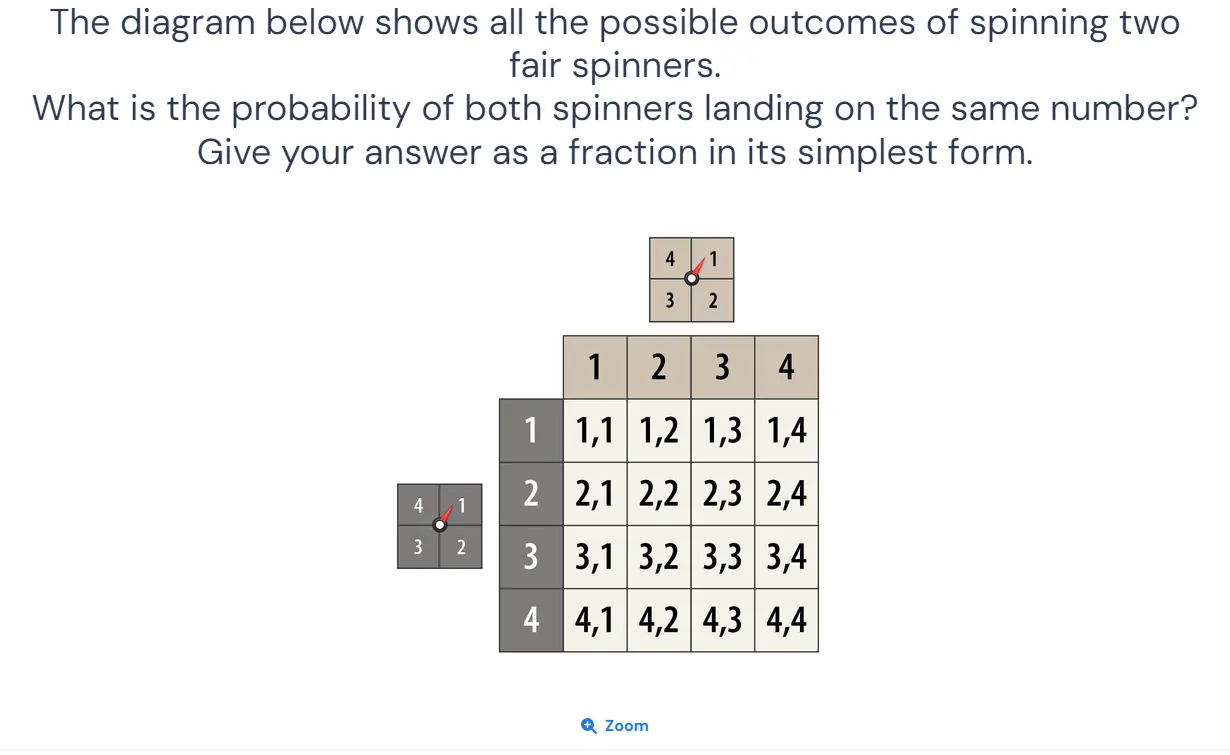 The diagram below shows all the possible outcomes of spinning two
fair spinners.
What is the probability of both spinners landing on the same number?
Give your answer as a fraction in its simplest form.
4 1
3 2
1 2 3 4
1 1,1 1,2 1,3 1,4
2 2,1 2,2 2,3 2,4
4 1
3 2
3 3,1 3,2 3,3 3,4
4 4,1 4,2 4,3 4,4
Zoom